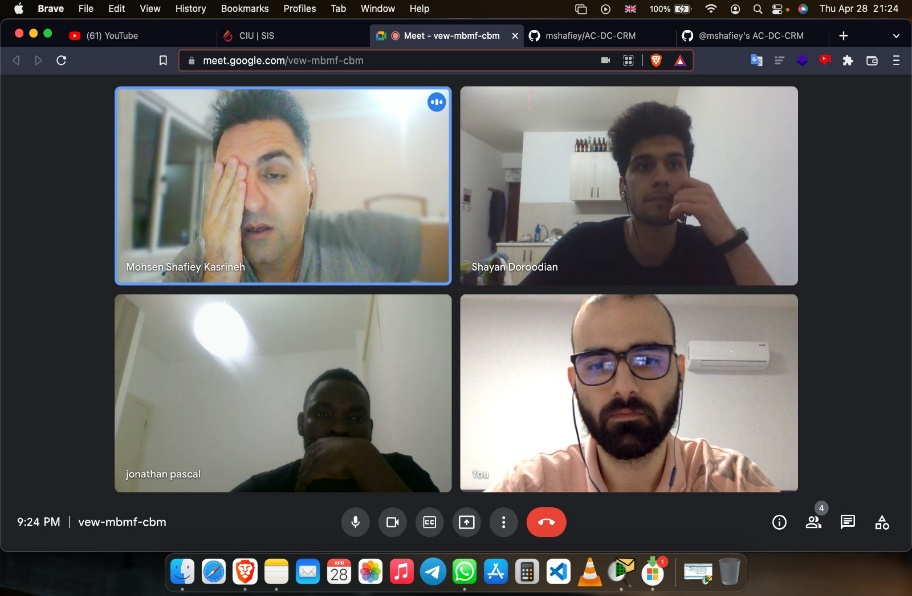 Brave File Edit View History Bookmarks Profiles Tab Window Help 100% Thu Apr 28 21:24
(61) YouTube CIU | SIS Meet - vew-mbmf-cbm mshafiey/AC-DC-CRM @mshafiey's AC-DC-CRM
meet.google.com/vew-mbmf-cbm
Mohsen Shafiey Kasrineh
Shayan Doroodian
jonathan pascal
You
9:24 PM | vew-mbmf-cbm
4
APR
28
1